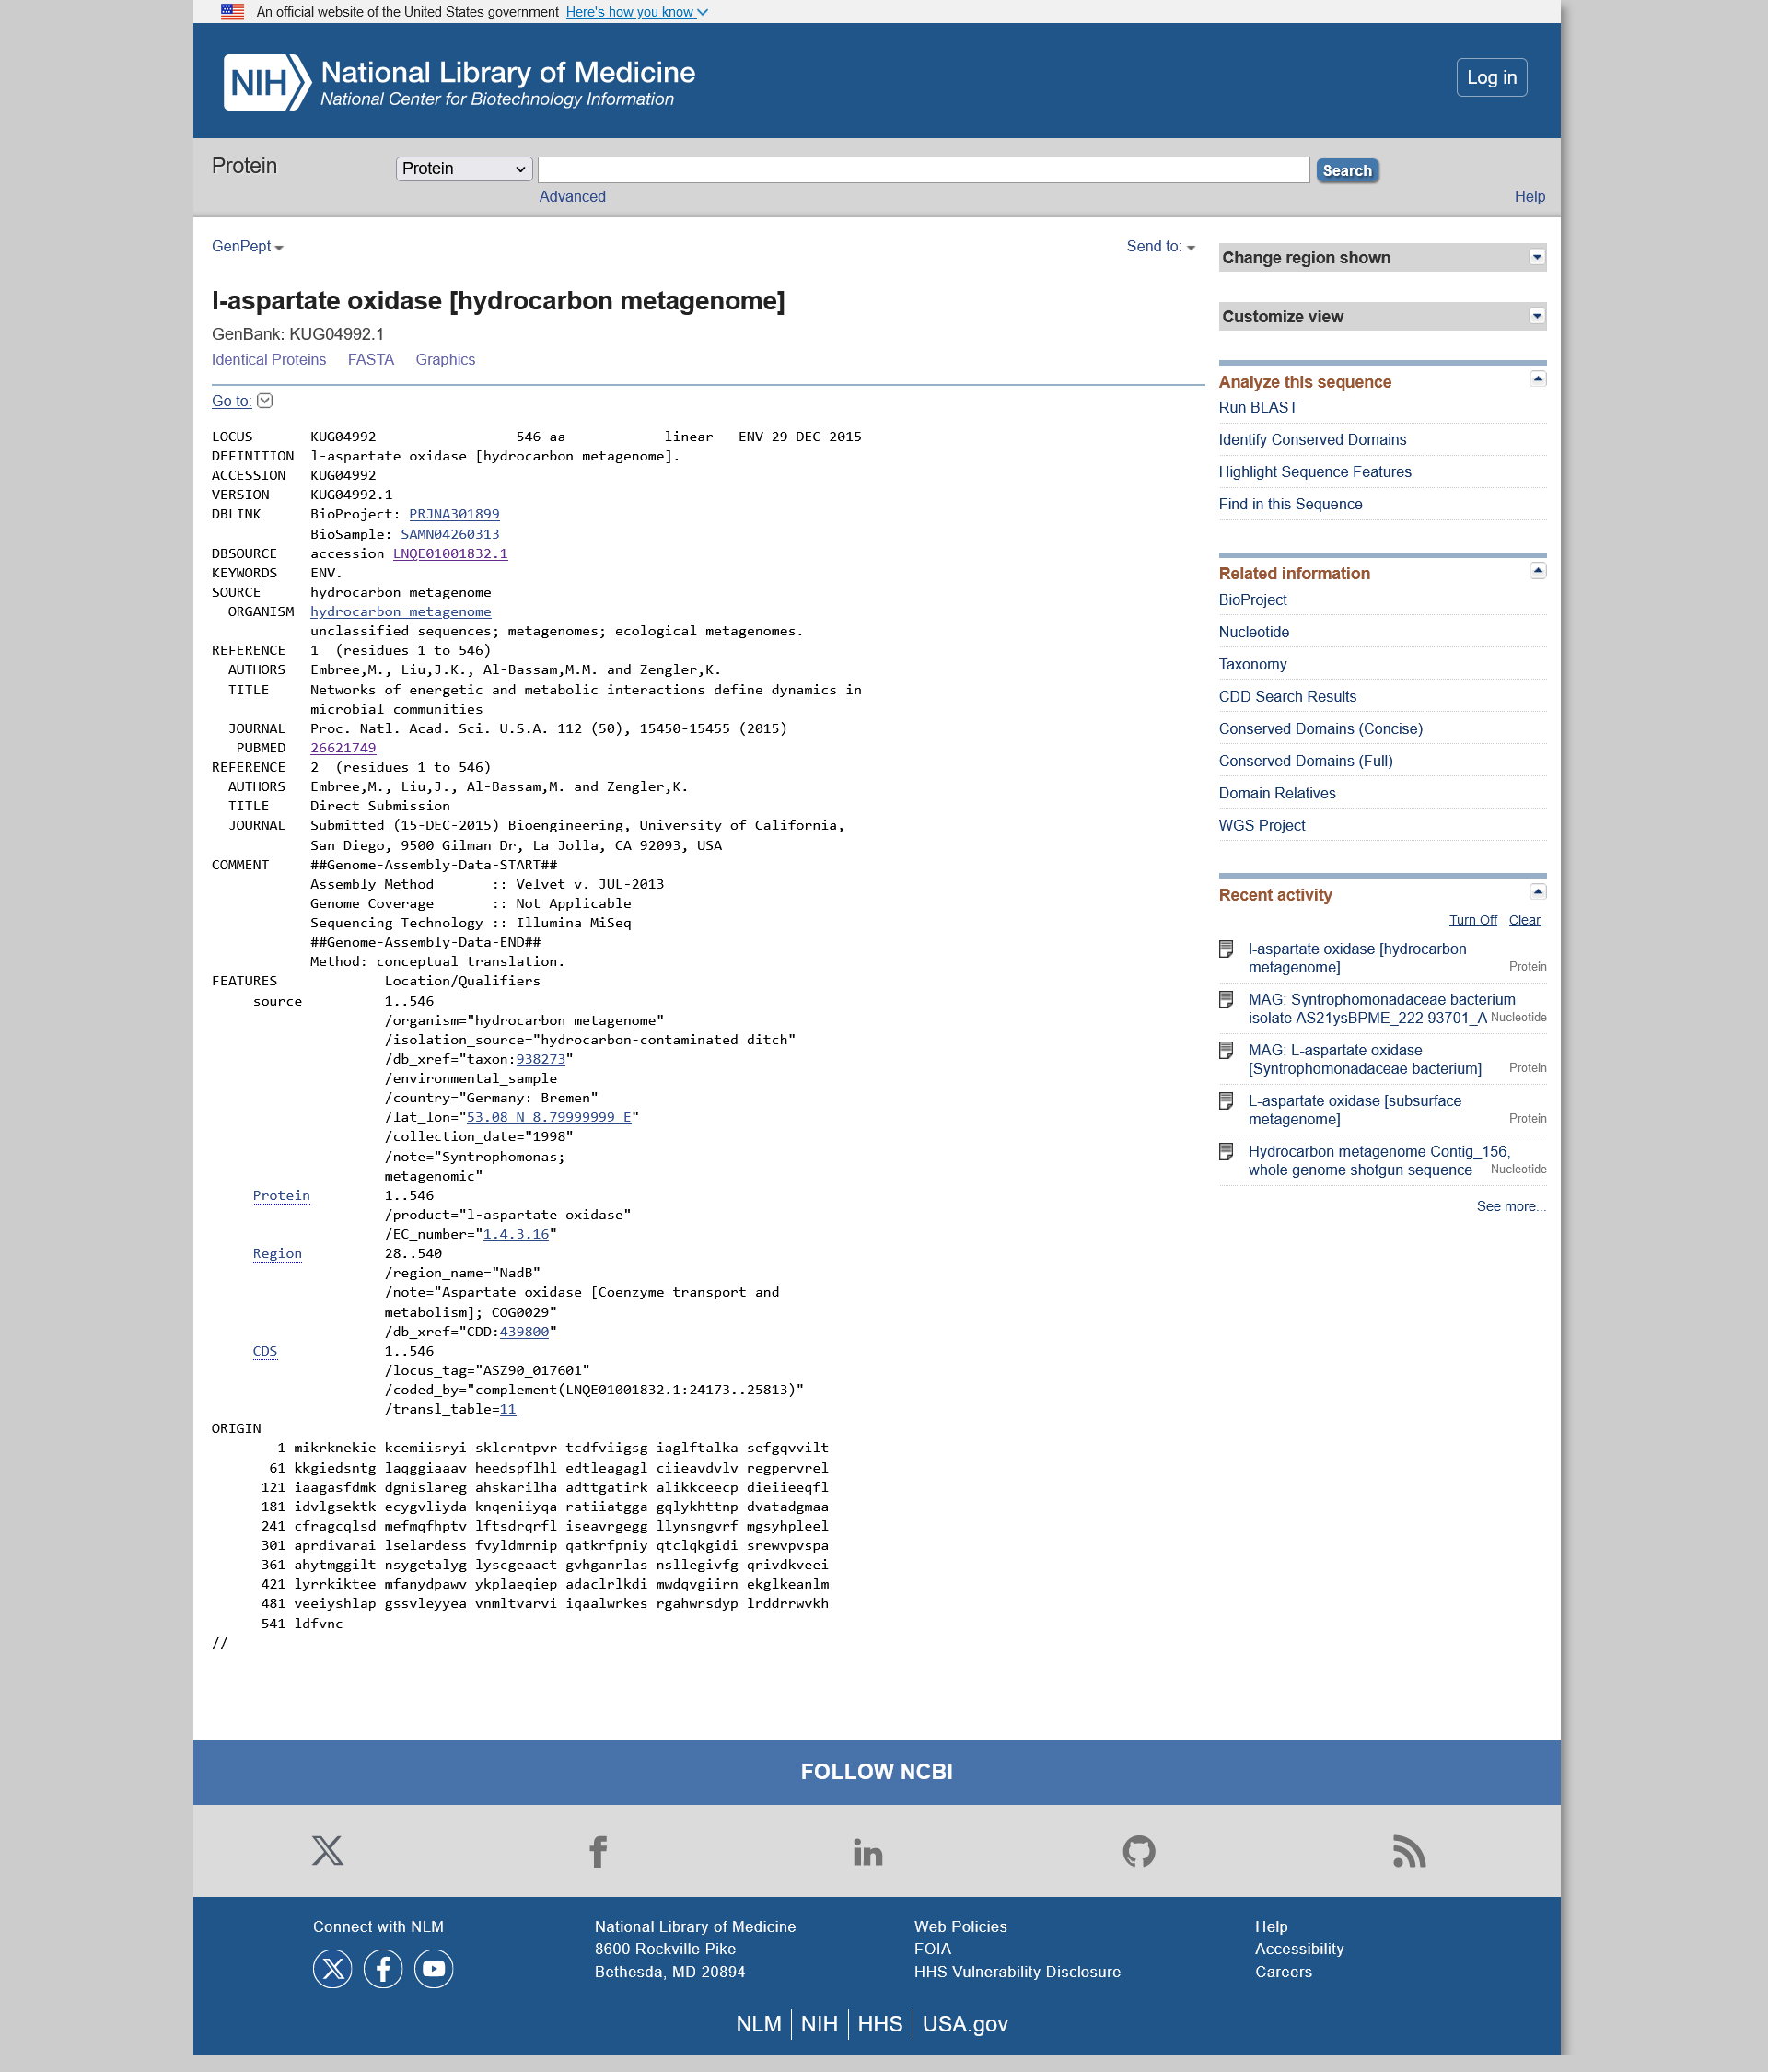 An official website of the United States government Here's how you know
NIH National Library of Medicine
National Center for Biotechnology Information
Log in
Protein
Protein
Search
Advanced
Help
GenPept
Send to:
l-aspartate oxidase [hydrocarbon metagenome]
GenBank: KUG04992.1
Identical Proteins FASTA Graphics
Go to:
LOCUS       KUG04992                 546 aa            linear   ENV 29-DEC-2015
DEFINITION  l-aspartate oxidase [hydrocarbon metagenome].
ACCESSION   KUG04992
VERSION     KUG04992.1
DBLINK      BioProject: PRJNA301899
            BioSample: SAMN04260313
DBSOURCE    accession LNQE01001832.1
KEYWORDS    ENV.
SOURCE      hydrocarbon metagenome
  ORGANISM  hydrocarbon metagenome
            unclassified sequences; metagenomes; ecological metagenomes.
REFERENCE   1  (residues 1 to 546)
  AUTHORS   Embree,M., Liu,J.K., Al-Bassam,M.M. and Zengler,K.
  TITLE     Networks of energetic and metabolic interactions define dynamics in
            microbial communities
  JOURNAL   Proc. Natl. Acad. Sci. U.S.A. 112 (50), 15450-15455 (2015)
   PUBMED   26621749
REFERENCE   2  (residues 1 to 546)
  AUTHORS   Embree,M., Liu,J., Al-Bassam,M. and Zengler,K.
  TITLE     Direct Submission
  JOURNAL   Submitted (15-DEC-2015) Bioengineering, University of California,
            San Diego, 9500 Gilman Dr, La Jolla, CA 92093, USA
COMMENT     ##Genome-Assembly-Data-START##
            Assembly Method       :: Velvet v. JUL-2013
            Genome Coverage       :: Not Applicable
            Sequencing Technology :: Illumina MiSeq
            ##Genome-Assembly-Data-END##
            Method: conceptual translation.
FEATURES             Location/Qualifiers
     source          1..546
                     /organism="hydrocarbon metagenome"
                     /isolation_source="hydrocarbon-contaminated ditch"
                     /db_xref="taxon:938273"
                     /environmental_sample
                     /country="Germany: Bremen"
                     /lat_lon="53.08 N 8.79999999 E"
                     /collection_date="1998"
                     /note="Syntrophomonas;
                     metagenomic"
     Protein         1..546
                     /product="l-aspartate oxidase"
                     /EC_number="1.4.3.16"
     Region          28..540
                     /region_name="NadB"
                     /note="Aspartate oxidase [Coenzyme transport and
                     metabolism]; COG0029"
                     /db_xref="CDD:439800"
     CDS             1..546
                     /locus_tag="ASZ90_017601"
                     /coded_by="complement(LNQE01001832.1:24173..25813)"
                     /transl_table=11
ORIGIN
        1 mikrknekie kcemiisryi sklcrntpvr tcdfviigsg iaglftalka sefgqvvilt
       61 kkgiedsntg laqggiaaav heedspflhl edtleagagl ciieavdvlv regpervrel
      121 iaagasfdmk dgnislareg ahskarilha adttgatirk alikkceecp dieiieeqfl
      181 idvlgsektk ecygvliyda knqeniiyqa ratiiatgga gqlykhttnp dvatadgmaa
      241 cfragcqlsd mefmqfhptv lftsdrqrfl iseavrgegg llynsngvrf mgsyhpleel
      301 aprdivarai lselardess fvyldmrnip qatkrfpniy qtclqkgidi srewvpvspa
      361 ahytmggilt nsygetalyg lyscgeaact gvhganrlas nsllegivfg qrivdkveei
      421 lyrrkiktee mfanydpawv ykplaeqiep adaclrlkdi mwdqvgiirn ekglkeanlm
      481 veeiyshlap gssvleyyea vnmltvarvi iqaalwrkes rgahwrsdyp lrddrrwvkh
      541 ldfvnc
//
Change region shown
Customize view
Analyze this sequence
Run BLAST
Identify Conserved Domains
Highlight Sequence Features
Find in this Sequence
Related information
BioProject
Nucleotide
Taxonomy
CDD Search Results
Conserved Domains (Concise)
Conserved Domains (Full)
Domain Relatives
WGS Project
Recent activity
Turn Off Clear
l-aspartate oxidase [hydrocarbon
metagenome] Protein
MAG: Syntrophomonadaceae bacterium
isolate AS21ysBPME_222 93701_A Nucleotide
MAG: L-aspartate oxidase
[Syntrophomonadaceae bacterium] Protein
L-aspartate oxidase [subsurface
metagenome] Protein
Hydrocarbon metagenome Contig_156,
whole genome shotgun sequence Nucleotide
See more...
FOLLOW NCBI
Connect with NLM
National Library of Medicine
8600 Rockville Pike
Bethesda, MD 20894
Web Policies
FOIA
HHS Vulnerability Disclosure
Help
Accessibility
Careers
NLM NIH HHS USA.gov